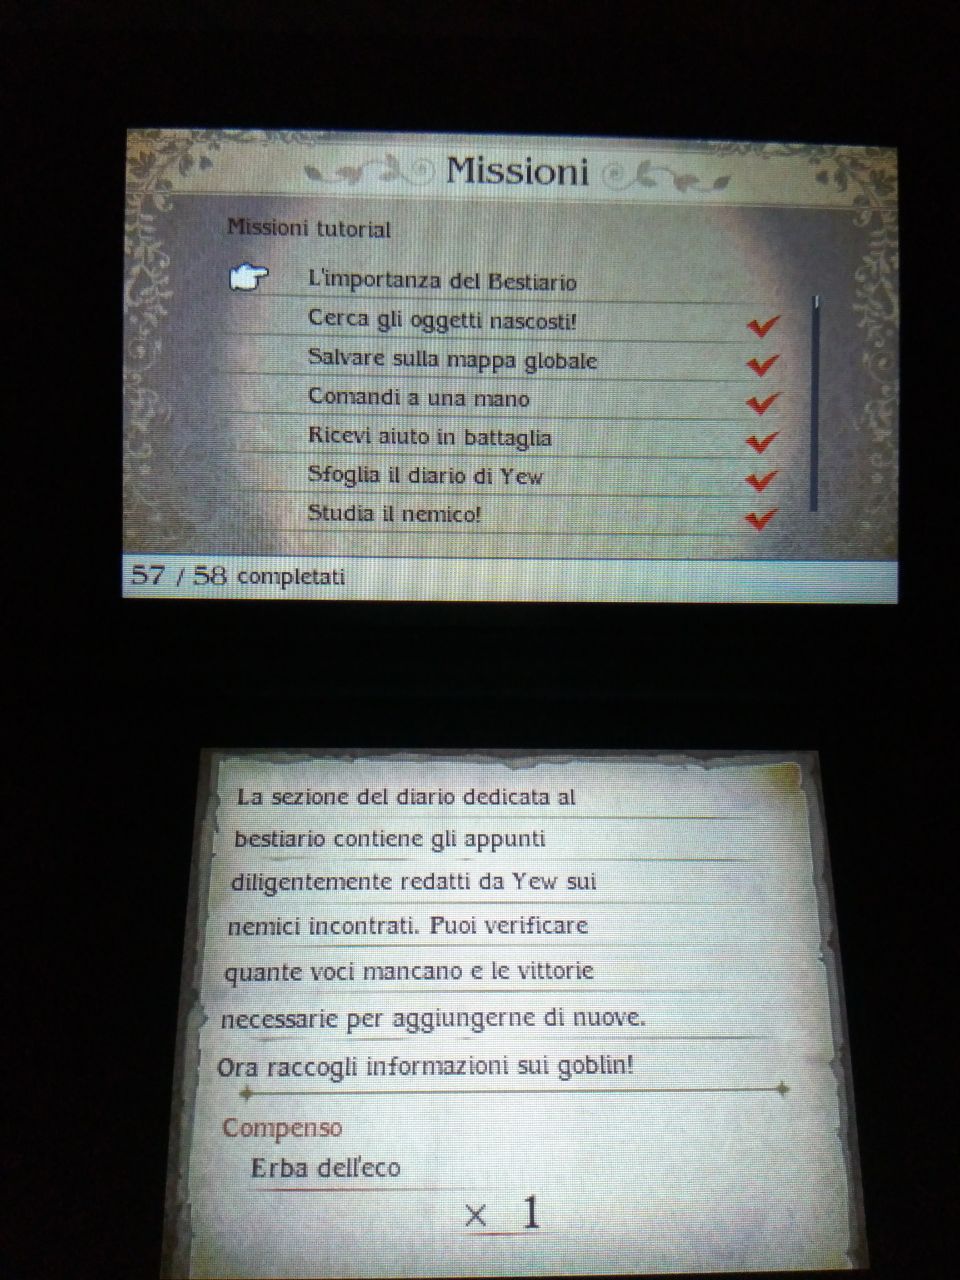 Missioni
Missioni tutorial
L'importanza del Bestiario
Cerca gli oggetti nascosti!
Salvare sulla mappa globale
Comandi a una mano
Ricevi aiuto in battaglia
Sfoglia il diario di Yew
Studia il nemico!
57 / 58 completati
La sezione del diario dedicata al
bestiario contiene gli appunti
diligentemente redatti da Yew sui
nemici incontrati. Puoi verificare
quante voci mancano e le vittorie
necessarie per aggiungerne di nuove.
Ora raccogli informazioni sui goblin!
Compenso
Erba dell'eco
× 1